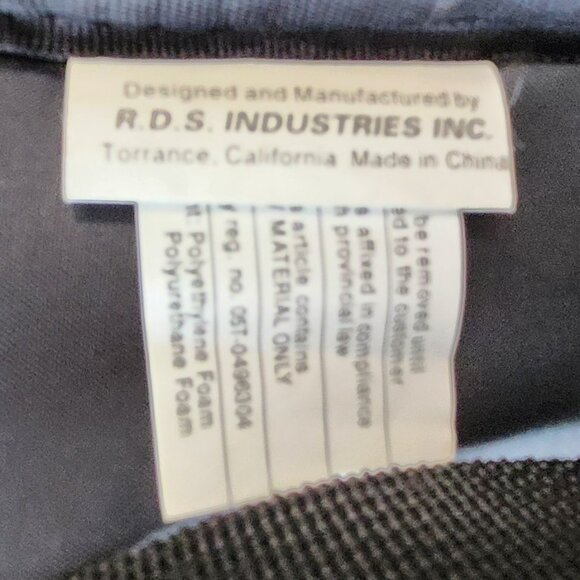 Designed and Manufactured by
R.D.S. INDUSTRIES INC.
Torrance, California Made in China
be removed until
ed to the customer
affixed in compliance
provincial law
article contains
MATERIAL ONLY
reg. no. 05T-0496304
Polyethylene Foam
Polyurethane Foam